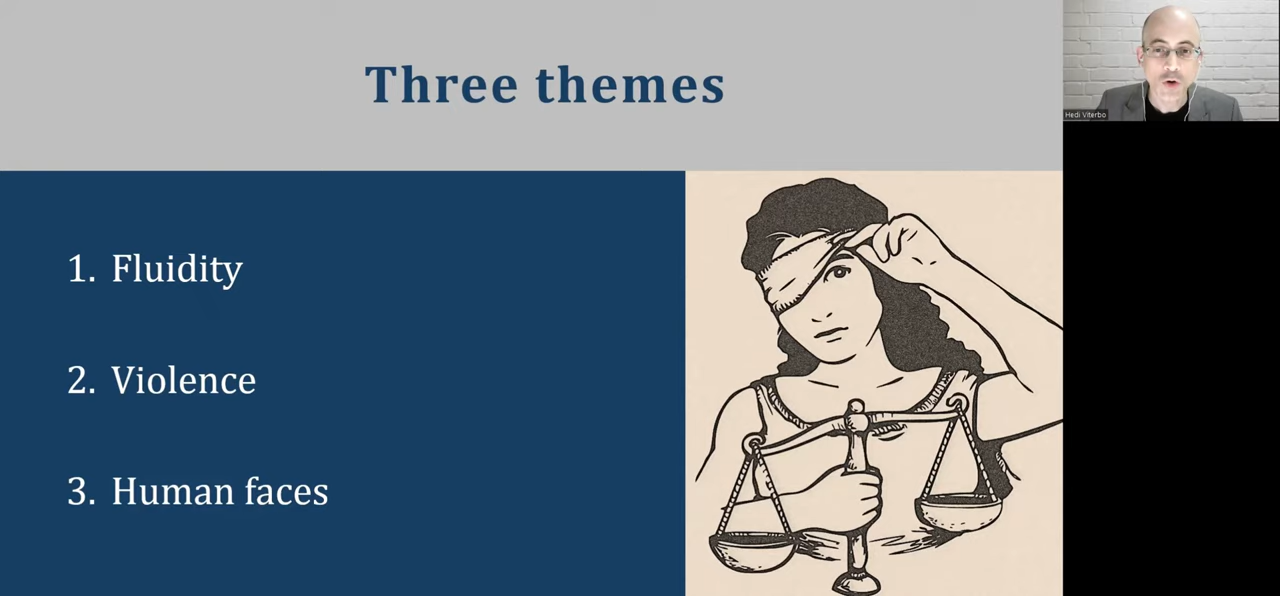 Three themes
Hedi Viterbo
1. Fluidity
2. Violence
3. Human faces